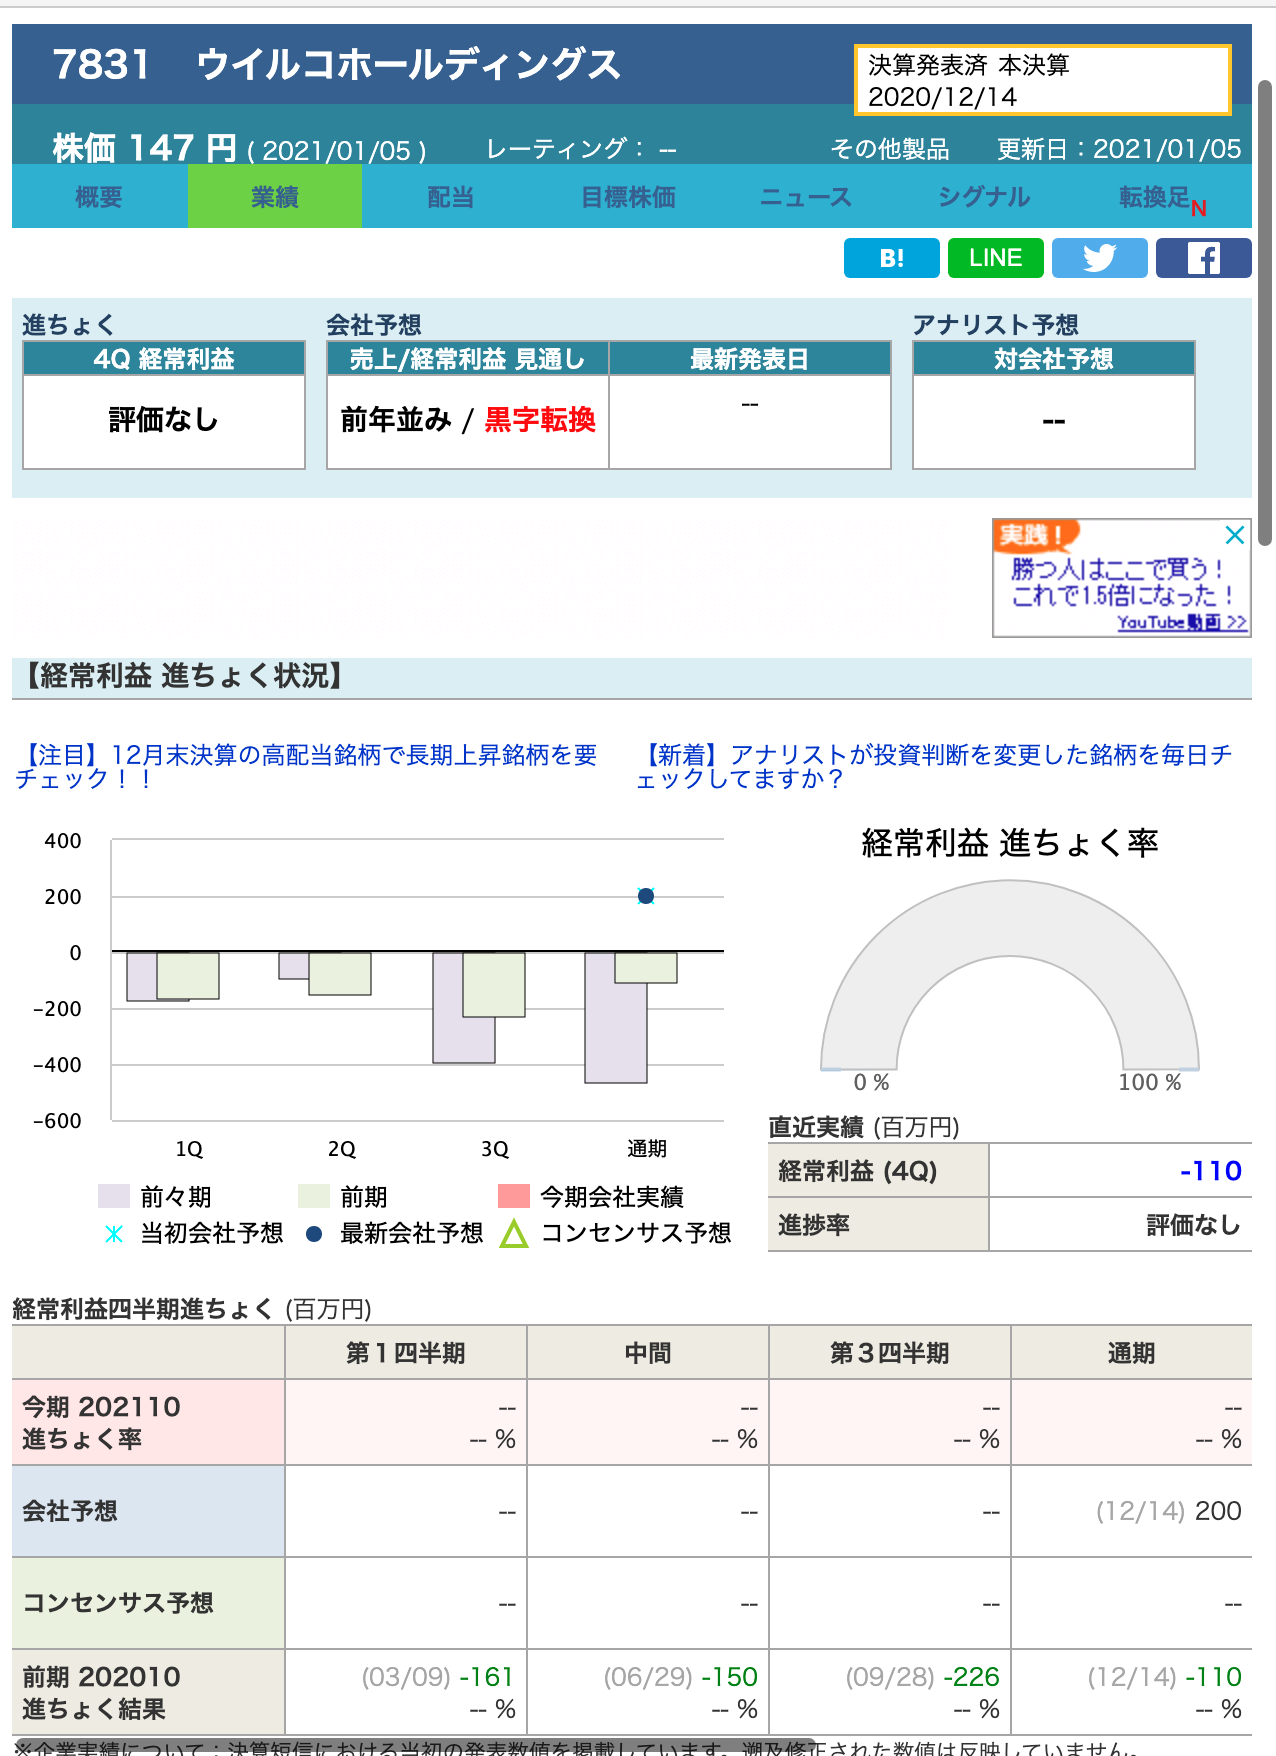 7831　ウイルコホールディングス
決算発表済 本決算
2020/12/14
株価 147 円 ( 2021/01/05 )
レーティング： --
その他製品
更新日：2021/01/05
概要
業績
配当
目標株価
ニュース
シグナル
転換足N
B!
LINE
進ちょく
会社予想
アナリスト予想
4Q 経常利益
売上/経常利益 見通し
最新発表日
対会社予想
評価なし
前年並み / 黒字転換
--
--
実践！
勝つ人はここで買う！
これで1.5倍になった！
YouTube動画 >>
【経常利益 進ちょく状況】
【注目】12月末決算の高配当銘柄で長期上昇銘柄を要
チェック！！
【新着】アナリストが投資判断を変更した銘柄を毎日チ
ェックしてますか？
400
200
0
-200
-400
-600
1Q
2Q
3Q
通期
前々期
前期
今期会社実績
当初会社予想
最新会社予想
コンセンサス予想
経常利益 進ちょく率
0 %
100 %
直近実績 (百万円)
経常利益 (4Q) -110
進捗率 評価なし
経常利益四半期進ちょく (百万円)
第１四半期 中間 第３四半期 通期
今期 202110 -- -- -- --
進ちょく率 -- % -- % -- % -- %
会社予想 -- -- -- (12/14) 200
コンセンサス予想 -- -- -- --
前期 202010 (03/09) -161 (06/29) -150 (09/28) -226 (12/14) -110
進ちょく結果 -- % -- % -- % -- %
※企業実績について：決算短信における当初の発表数値を掲載しています。遡及修正された数値は反映していません。